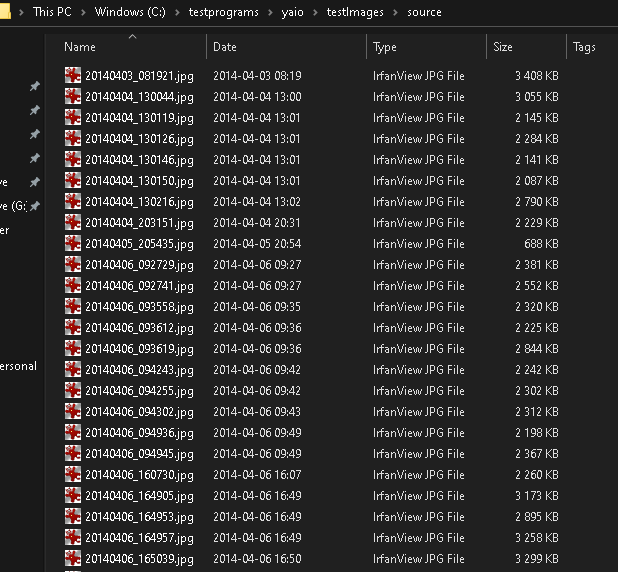 This PC > Windows (C:) > testprograms > yaio > testImages > source
Name Date Type Size Tags
20140403_081921.jpg 2014-04-03 08:19 IrfanView JPG File 3 408 KB
20140404_130044.jpg 2014-04-04 13:00 IrfanView JPG File 3 055 KB
20140404_130119.jpg 2014-04-04 13:01 IrfanView JPG File 2 145 KB
20140404_130126.jpg 2014-04-04 13:01 IrfanView JPG File 2 284 KB
20140404_130146.jpg 2014-04-04 13:01 IrfanView JPG File 2 141 KB
20140404_130150.jpg 2014-04-04 13:01 IrfanView JPG File 2 087 KB
ve
20140404_130216.jpg 2014-04-04 13:02 IrfanView JPG File 2 790 KB
ve (G:)
20140404_203151.jpg 2014-04-04 20:31 IrfanView JPG File 2 229 KB
er
20140405_205435.jpg 2014-04-05 20:54 IrfanView JPG File 688 KB
20140406_092729.jpg 2014-04-06 09:27 IrfanView JPG File 2 381 KB
20140406_092741.jpg 2014-04-06 09:27 IrfanView JPG File 2 552 KB
20140406_093558.jpg 2014-04-06 09:35 IrfanView JPG File 2 320 KB
20140406_093612.jpg 2014-04-06 09:36 IrfanView JPG File 2 225 KB
20140406_093619.jpg 2014-04-06 09:36 IrfanView JPG File 2 844 KB
ersonal
20140406_094243.jpg 2014-04-06 09:42 IrfanView JPG File 2 242 KB
20140406_094255.jpg 2014-04-06 09:42 IrfanView JPG File 2 302 KB
20140406_094302.jpg 2014-04-06 09:43 IrfanView JPG File 2 312 KB
20140406_094936.jpg 2014-04-06 09:49 IrfanView JPG File 2 198 KB
20140406_094945.jpg 2014-04-06 09:49 IrfanView JPG File 2 367 KB
20140406_160730.jpg 2014-04-06 16:07 IrfanView JPG File 2 260 KB
20140406_164905.jpg 2014-04-06 16:49 IrfanView JPG File 3 173 KB
20140406_164953.jpg 2014-04-06 16:49 IrfanView JPG File 2 895 KB
20140406_164957.jpg 2014-04-06 16:49 IrfanView JPG File 3 258 KB
20140406_165039.jpg 2014-04-06 16:50 IrfanView JPG File 3 299 KB